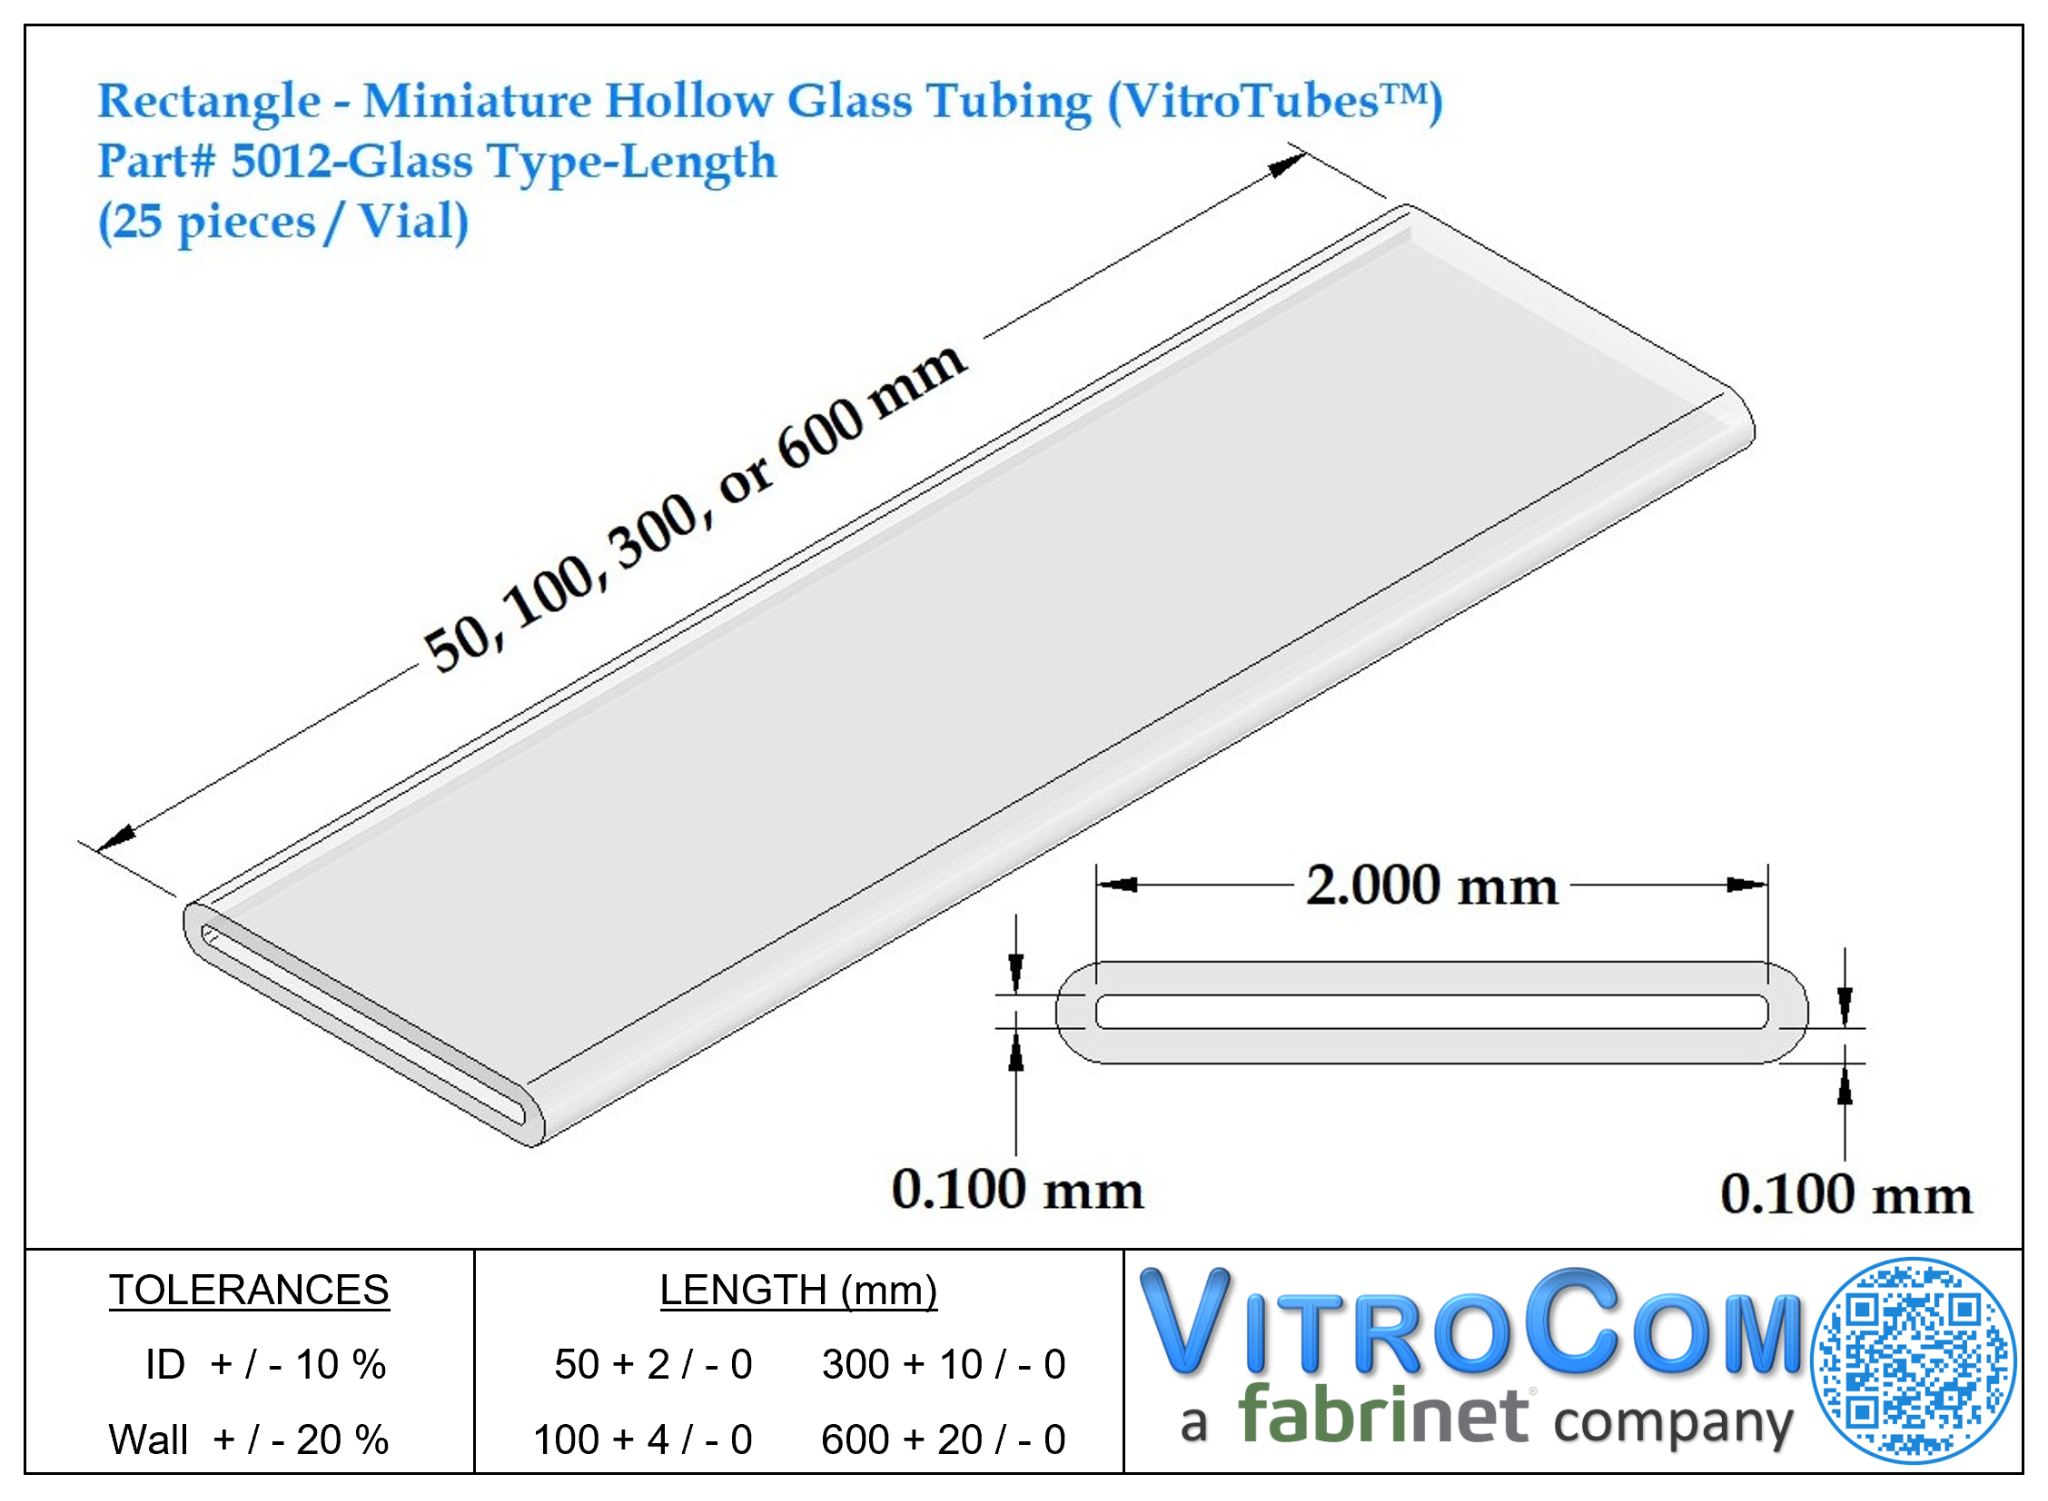 Rectangle - Miniature Hollow Glass Tubing (VitroTubes™)
Part# 5012-Glass Type-Length
(25 pieces / Vial)
50, 100, 300, or 600 mm
2.000 mm
0.100 mm
0.100 mm
TOLERANCES
ID + / - 10 %
Wall + / - 20 %
LENGTH (mm)
50 + 2 / - 0 300 + 10 / - 0
100 + 4 / - 0 600 + 20 / - 0
VITROCOM
a fabrinet® company